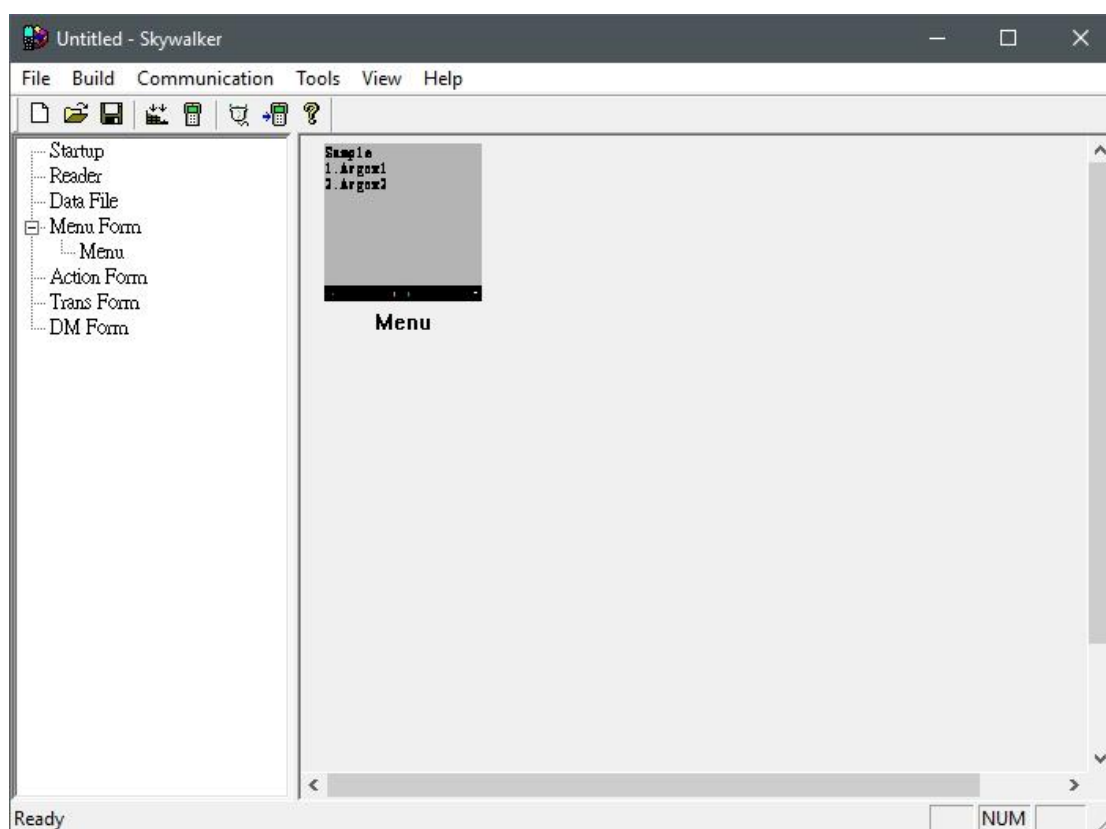 Untitled - Skywalker
File Build Communication Tools View Help
Startup
Reader
Data File
Menu Form
Menu
Action Form
Trans Form
DM Form
Sample
1.Argox1
2.Argox2
Menu
Ready
NUM